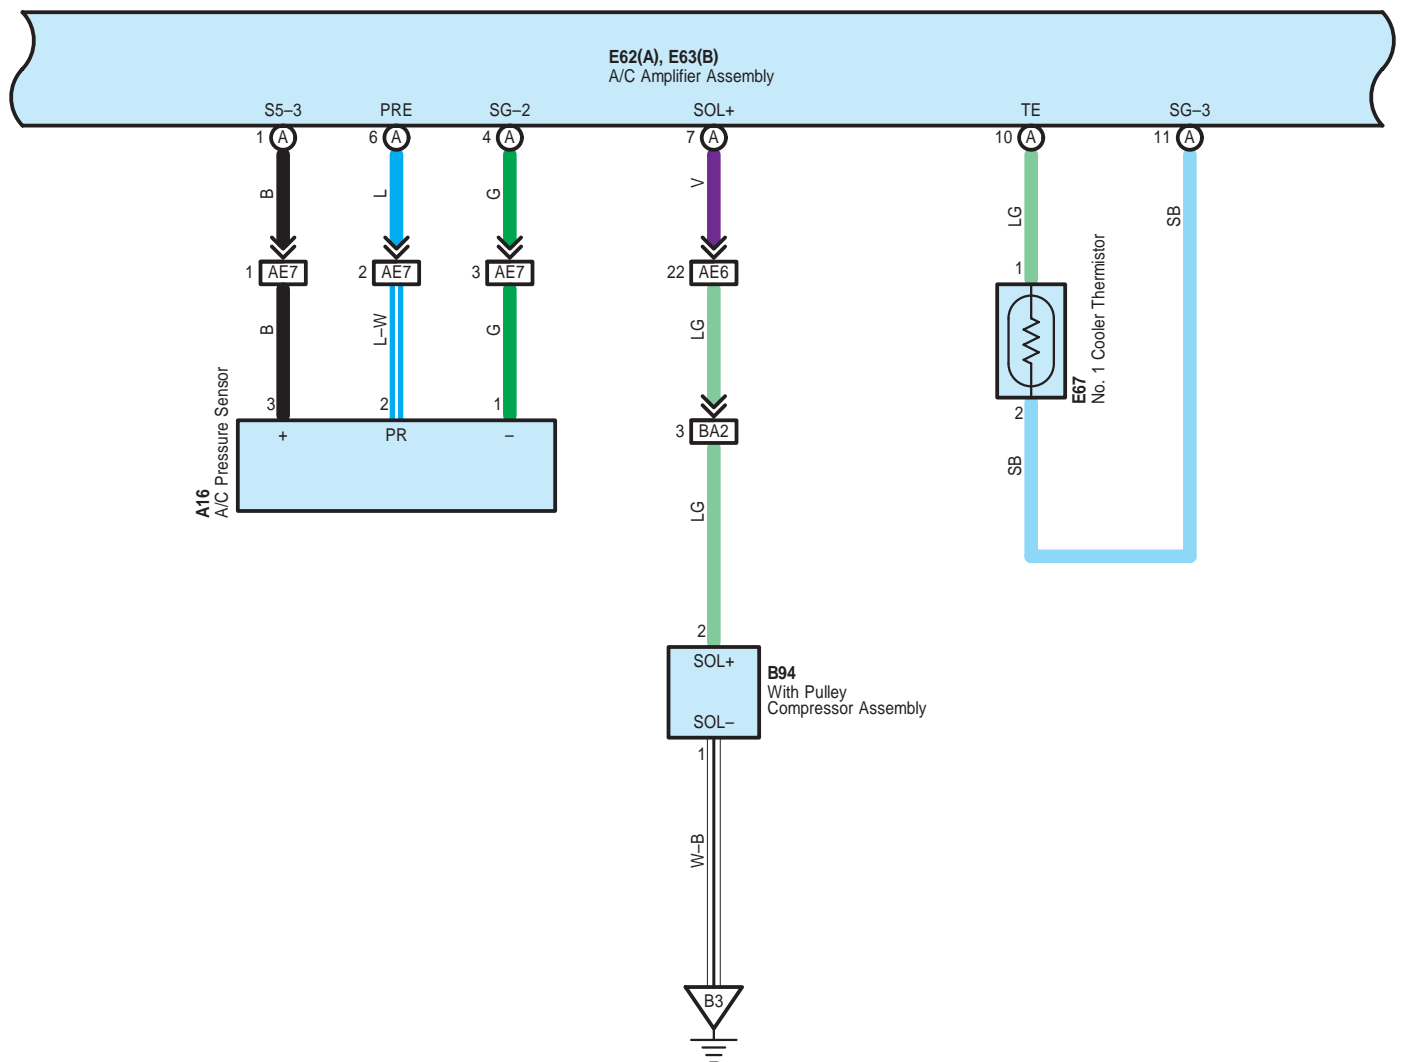 E62(A), E63(B)
A/C Amplifier Assembly
S5–3 PRE SG–2 SOL+ TE SG–3
1 A 6 A 4 A 7 A 10 A 11 A
B L G V LG SB
1 AE7 2 AE7 3 AE7 22 AE6
1
No. 1 Cooler Thermistor
E67
B L–W G LG
3 2 1
2
+ PR –
3 BA2
A16
A/C Pressure Sensor
SB
LG
2
SOL+
B94
With Pulley
Compressor Assembly
SOL–
1
W–B
B3